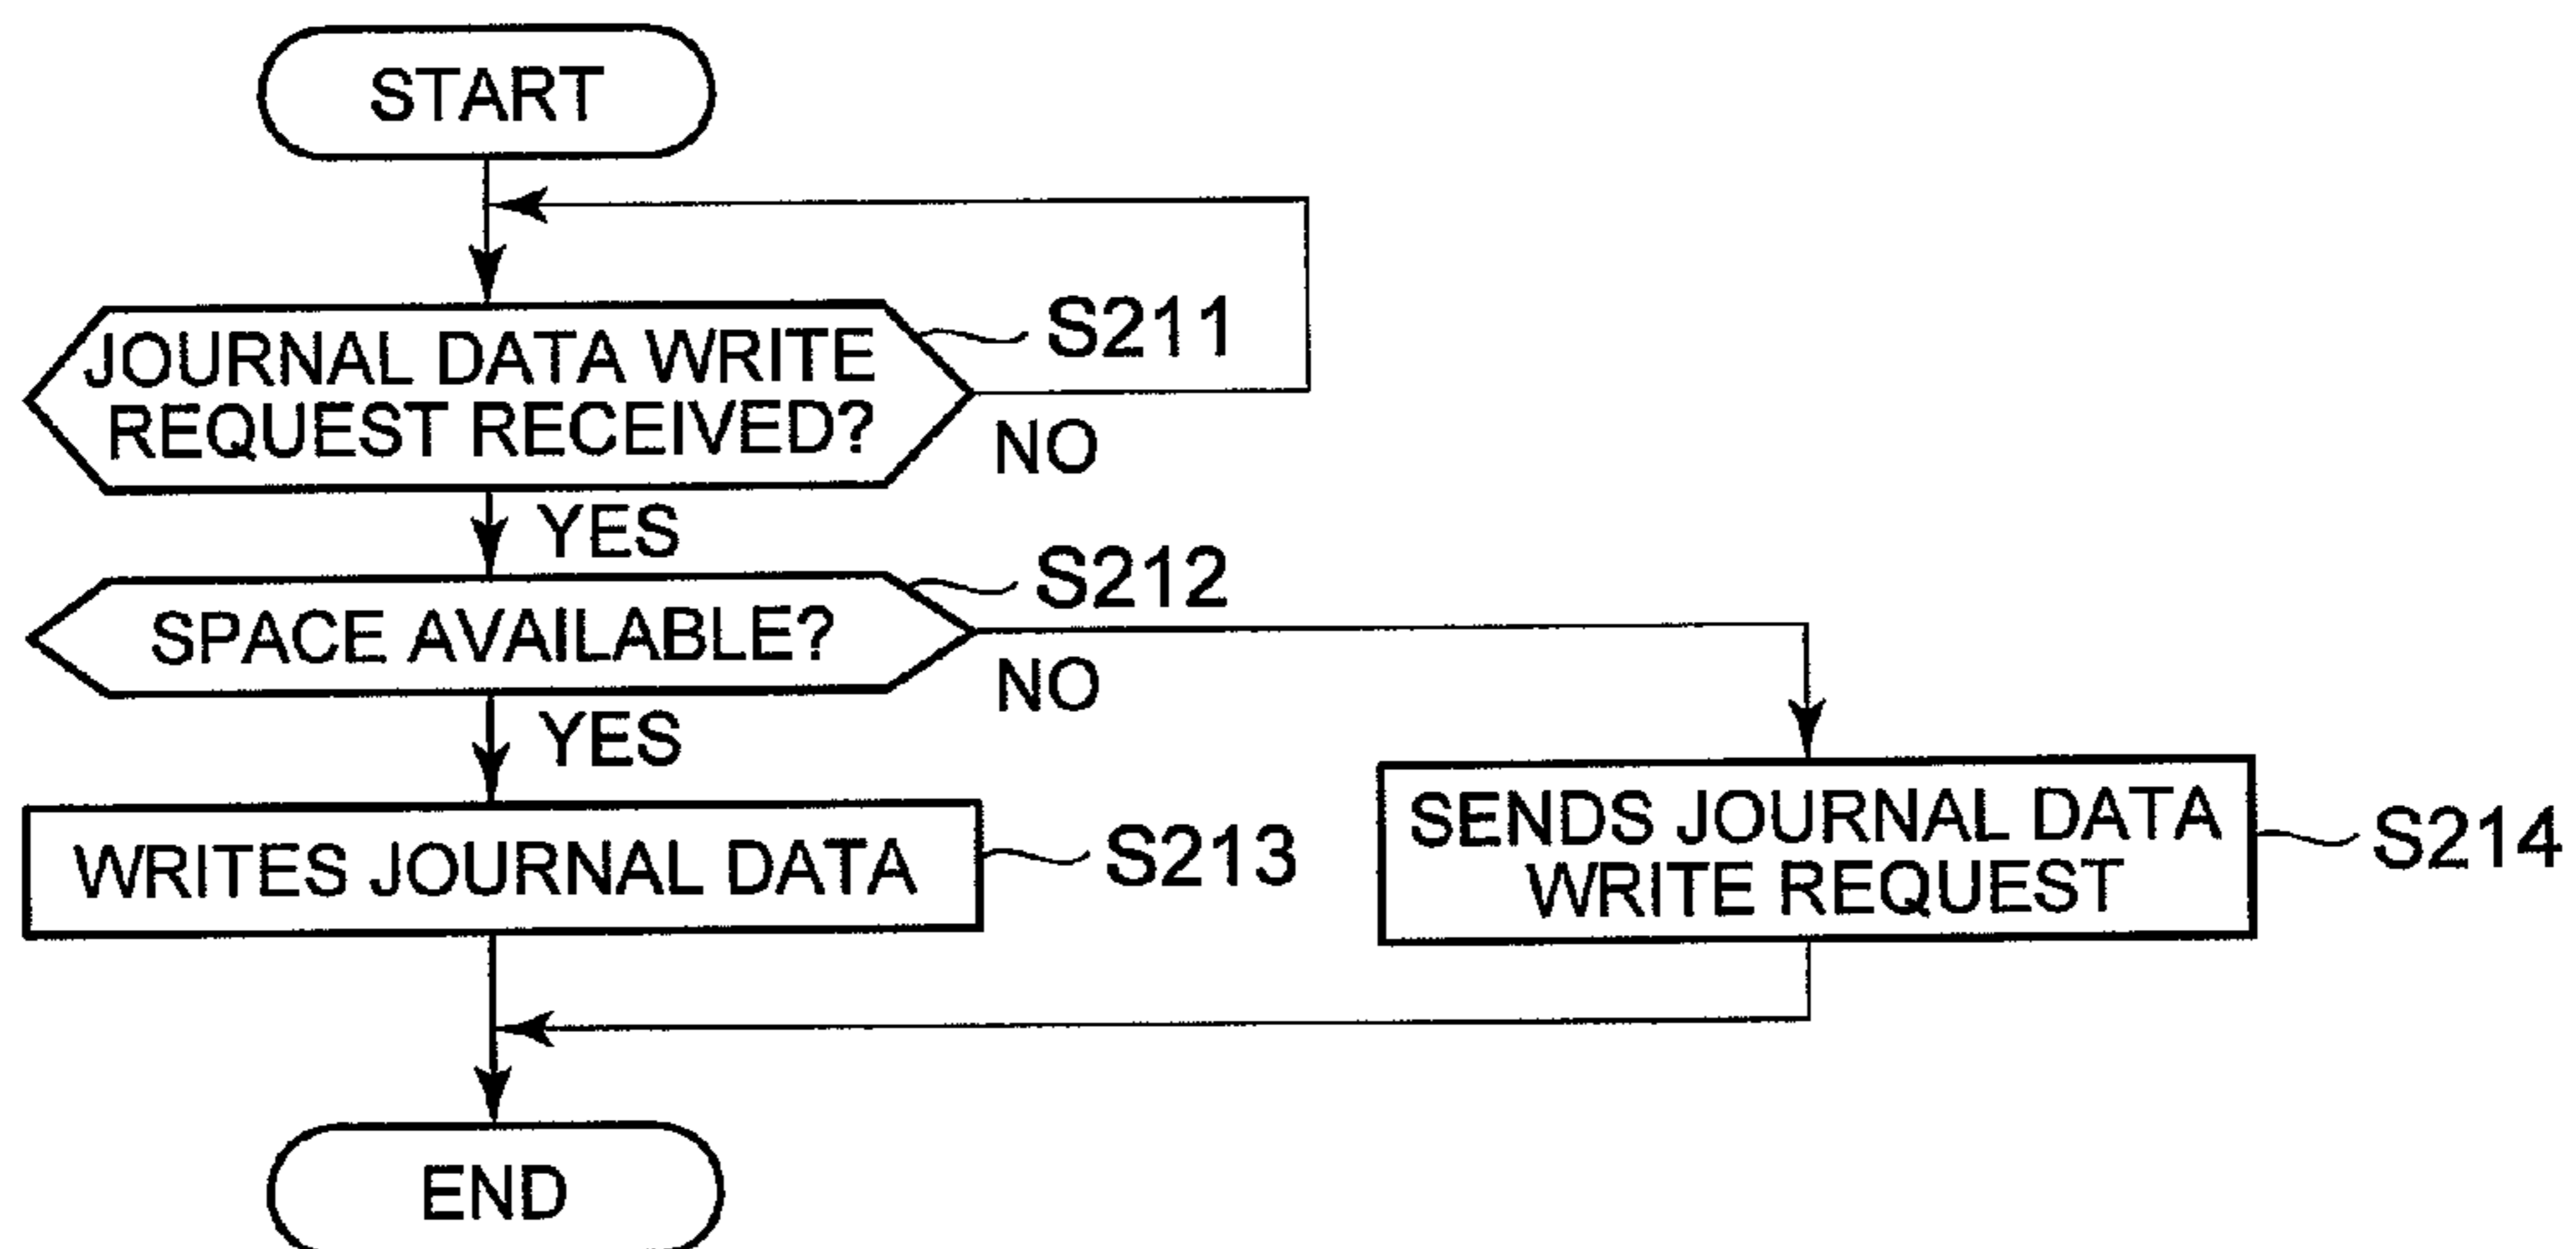 START
JOURNAL DATA WRITE
REQUEST RECEIVED?
S211
NO
YES
SPACE AVAILABLE?
S212
NO
YES
WRITES JOURNAL DATA
S213
SENDS JOURNAL DATA
WRITE REQUEST
S214
END